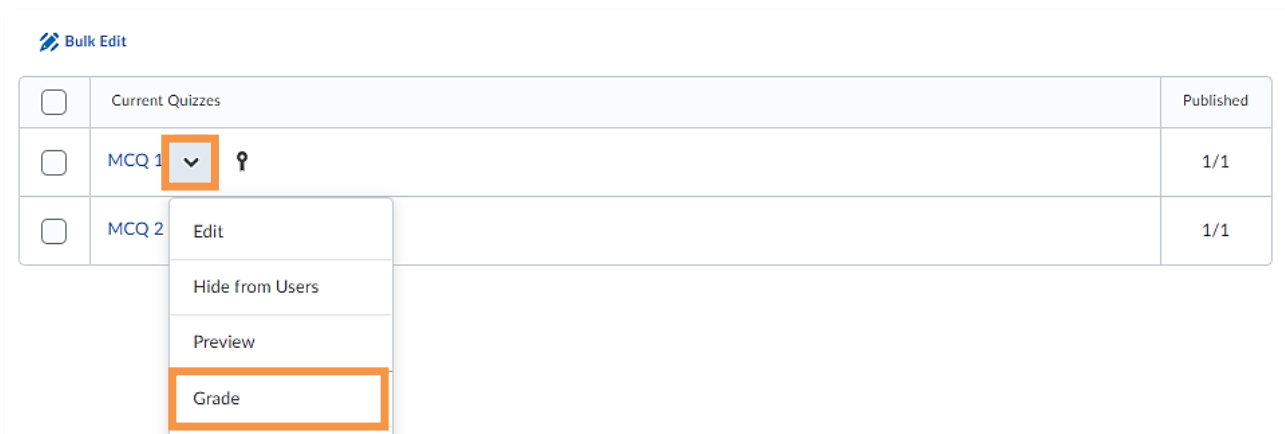 Bulk Edit
Current Quizzes Published
MCQ 1 1/1
MCQ 2 1/1
Edit
Hide from Users
Preview
Grade